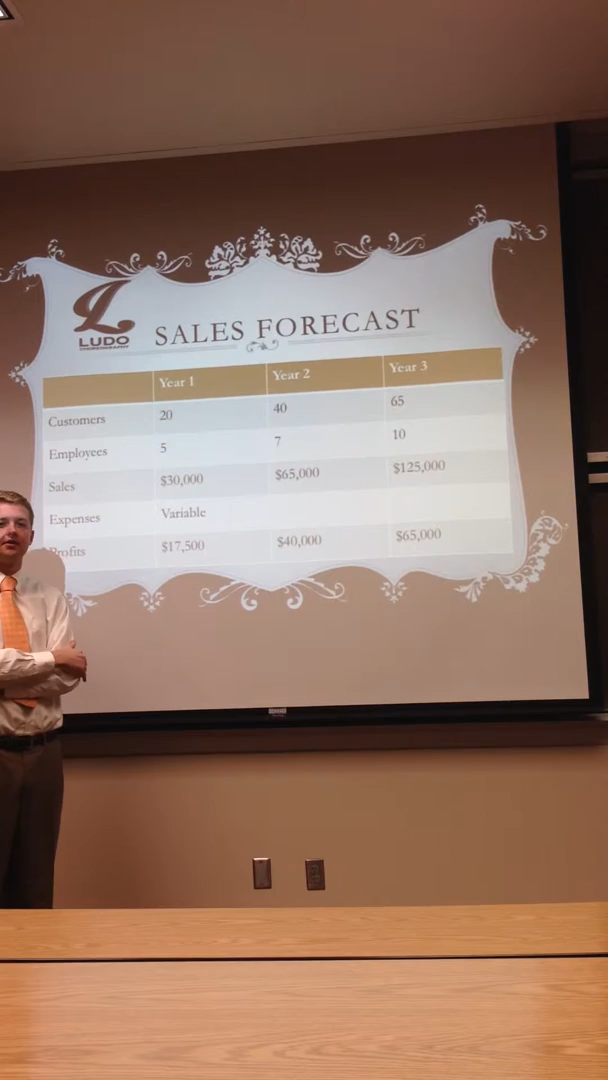 L
LUDO
SALES FORECAST
Year 1 Year 2 Year 3
Customers 20 40 65
Employees 5 7 10
Sales $30,000 $65,000 $125,000
Expenses Variable
Profits $17,500 $40,000 $65,000